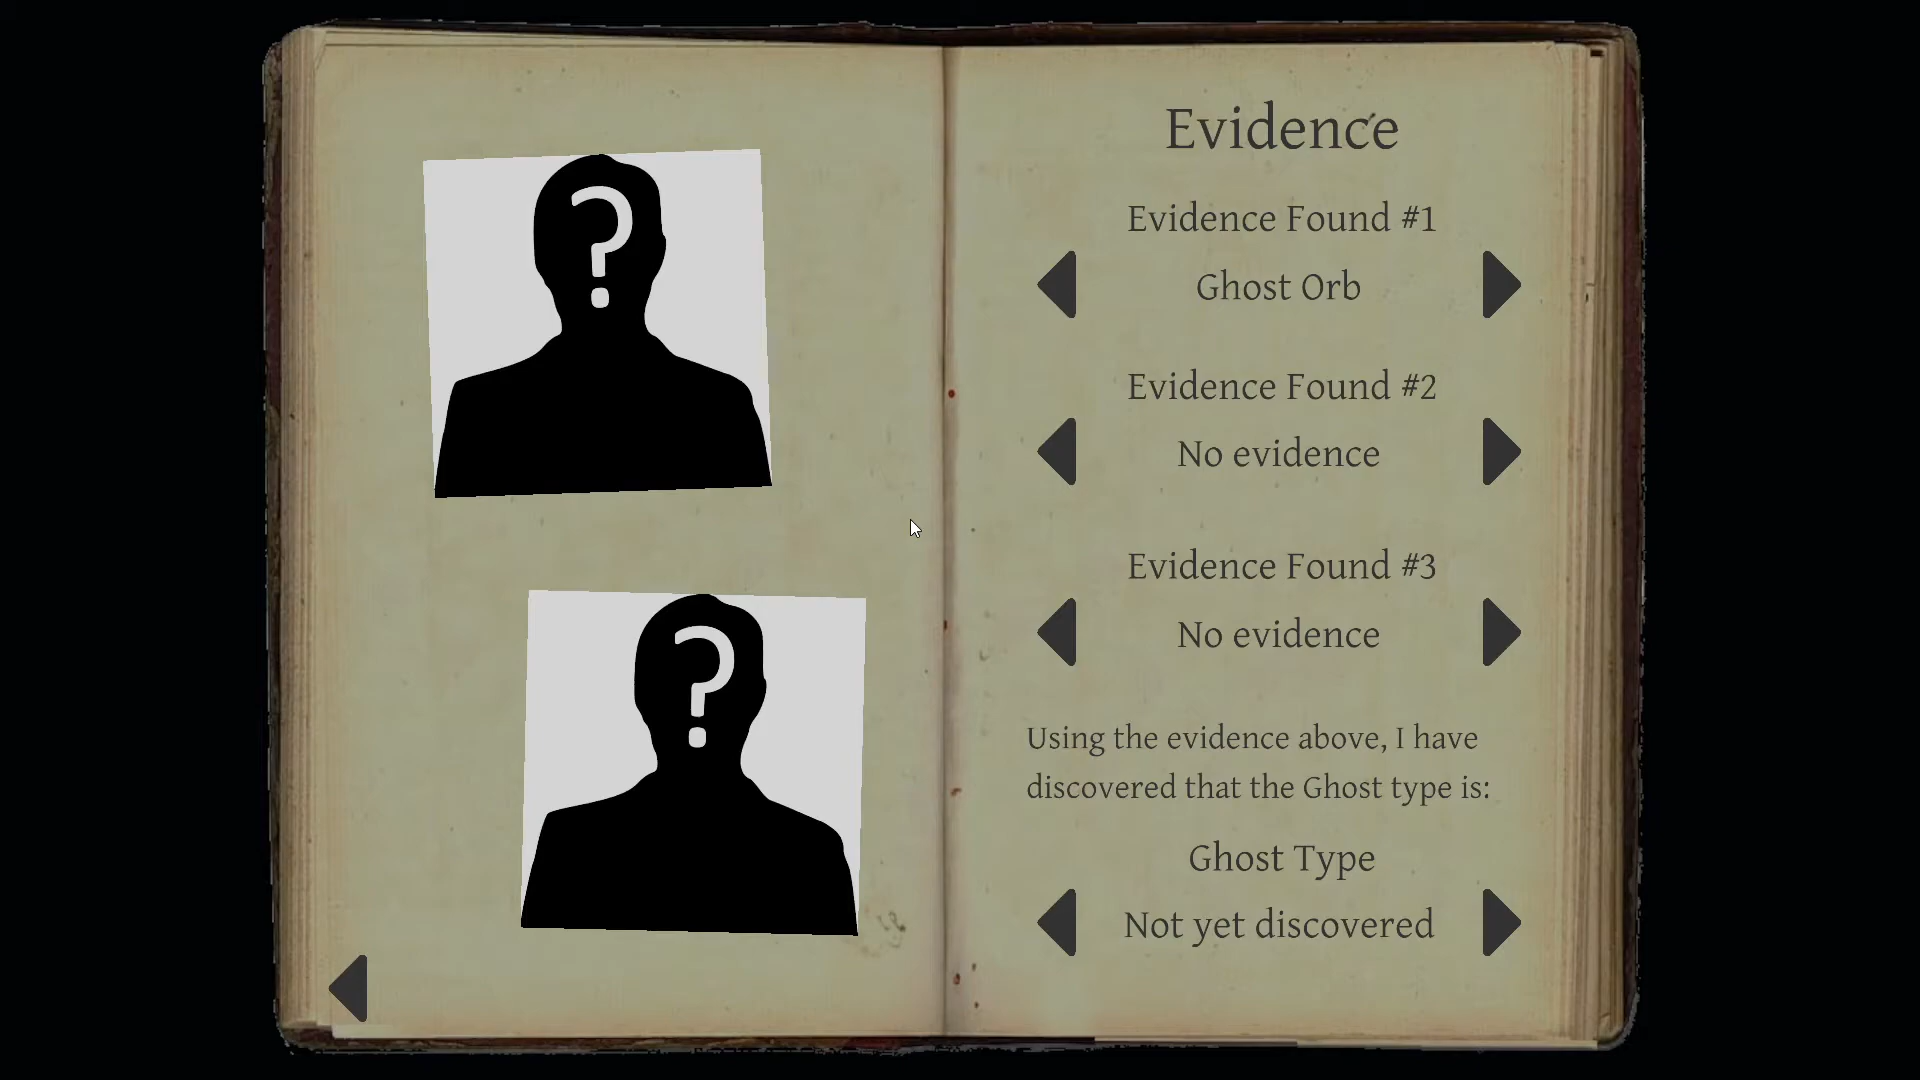 ?
?
Evidence
Evidence Found #1
Ghost Orb
Evidence Found #2
No evidence
Evidence Found #3
No evidence
Using the evidence above, I have
discovered that the Ghost type is:
Ghost Type
Not yet discovered